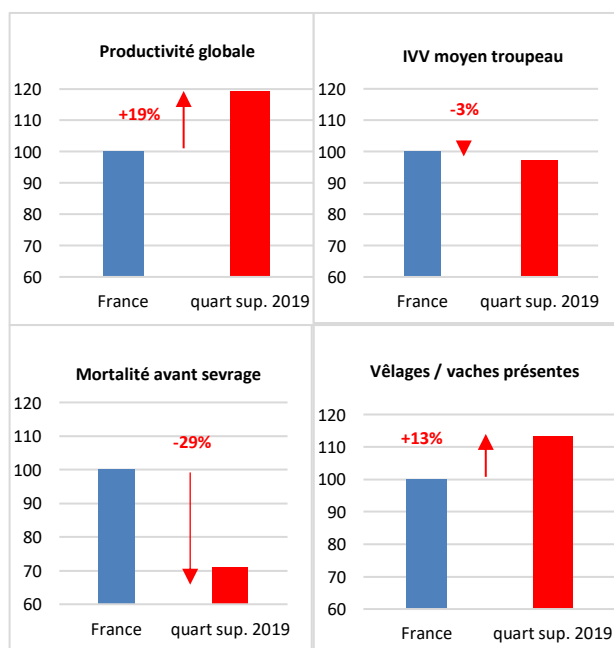 Productivité globale
120
110
100
90
80
70
60
+19%
France
quart sup. 2019
IVV moyen troupeau
120
110
100
90
80
70
60
-3%
France
quart sup. 2019
Mortalité avant sevrage
120
110
100
90
80
70
60
-29%
France
quart sup. 2019
Vêlages / vaches présentes
120
110
100
90
80
70
60
+13%
France
quart sup. 2019